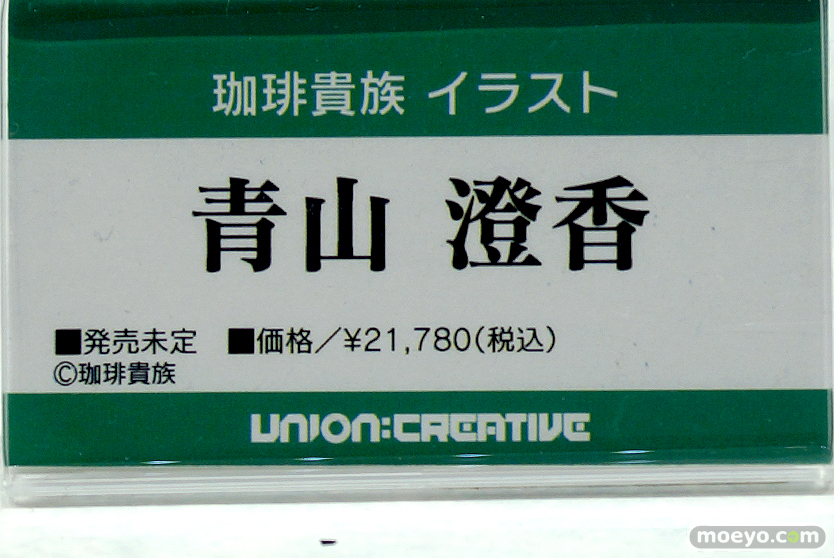 珈琲貴族 イラスト
青山 澄香
■発売未定 ■価格／¥21,780(税込)
©珈琲貴族
UNION:CREATIVE
moeyo.com